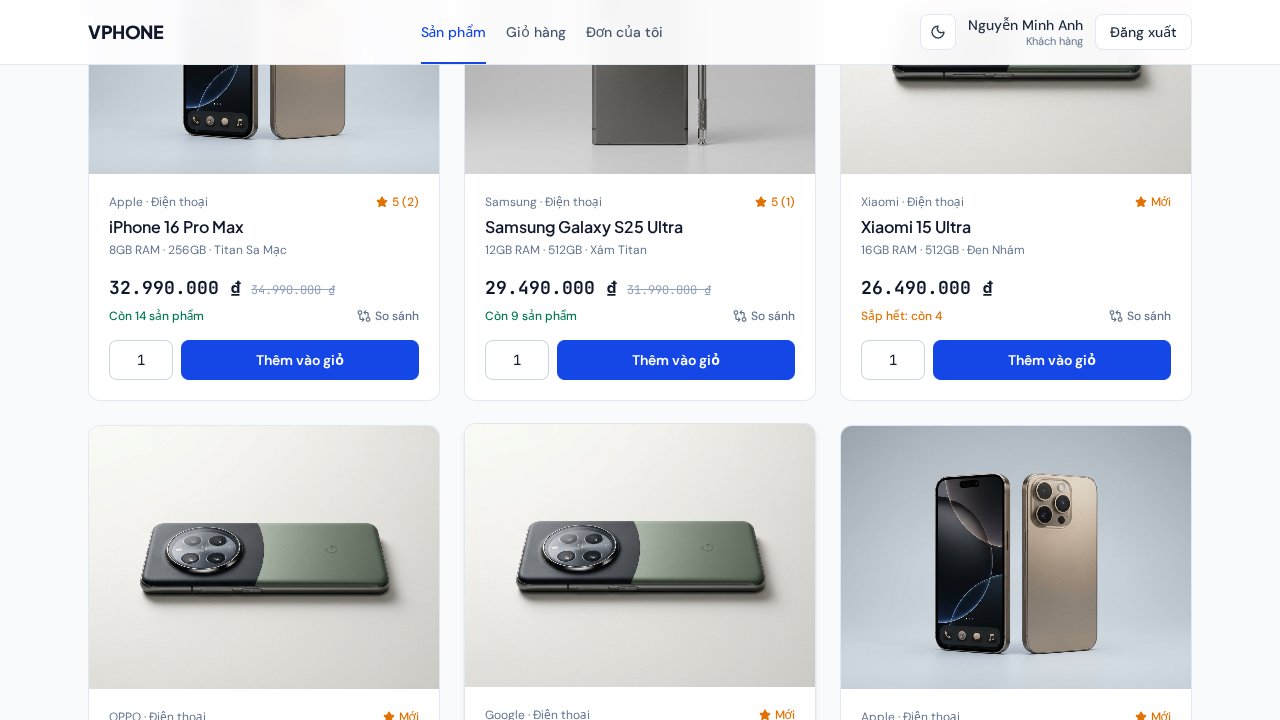 VPHONE
Sản phẩm
Giỏ hàng
Đơn của tôi
Nguyễn Minh Anh
Khách hàng
Đăng xuất
Apple · Điện thoại
5 (2)
iPhone 16 Pro Max
8GB RAM · 256GB · Titan Sa Mạc
32.990.000 ₫ 34.990.000 ₫
Còn 14 sản phẩm
So sánh
1
Thêm vào giỏ
Samsung · Điện thoại
5 (1)
Samsung Galaxy S25 Ultra
12GB RAM · 512GB · Xám Titan
29.490.000 ₫ 31.990.000 ₫
Còn 9 sản phẩm
So sánh
1
Thêm vào giỏ
Xiaomi · Điện thoại
Mới
Xiaomi 15 Ultra
16GB RAM · 512GB · Đen Nhám
26.490.000 ₫
Sắp hết: còn 4
So sánh
1
Thêm vào giỏ
OPPO · Điện thoại
Mới
Google · Điện thoại
Mới
Apple · Điện thoại
Mới